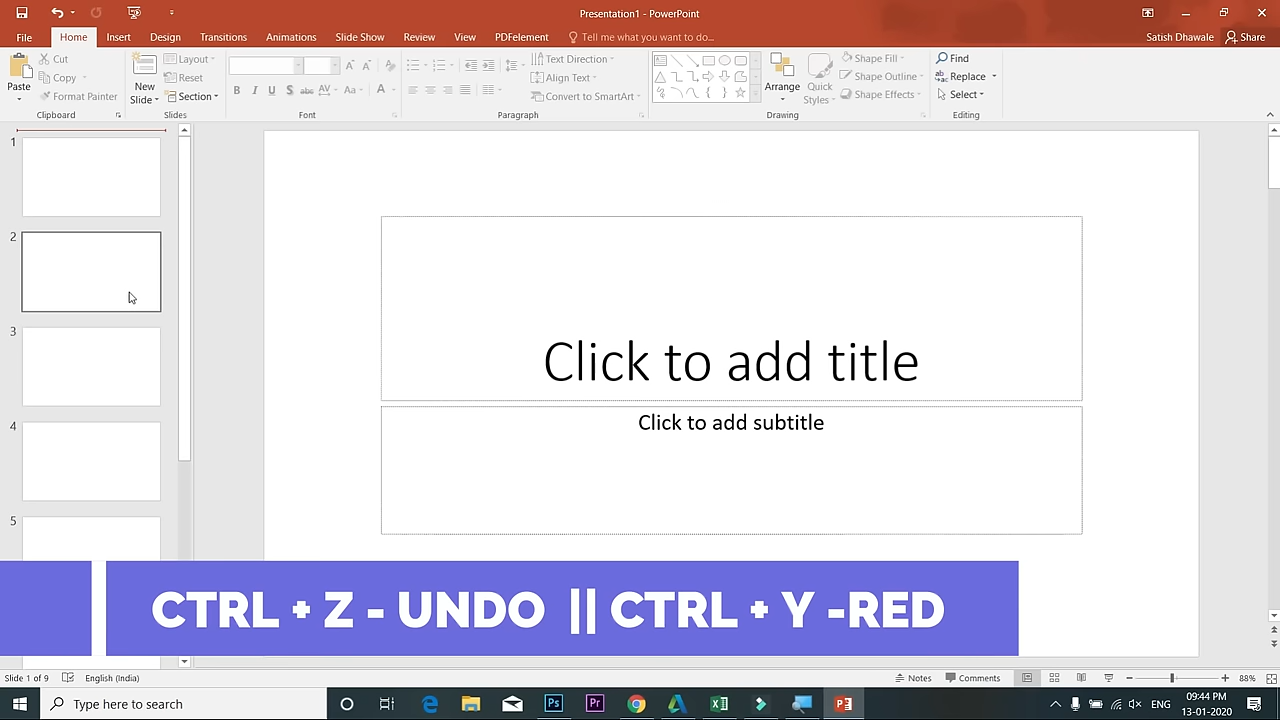 Presentation1 - PowerPoint
File Home Insert Design Transitions Animations Slide Show Review View PDFelement Tell me what you want to do... Satish Dhawale Share
Paste
Cut
Copy
Format Painter
Clipboard
New Slide
Layout
Reset
Section
Slides
B I U S abc AV Aa A
Font
Text Direction
Align Text
Convert to SmartArt
Paragraph
Arrange
Quick Styles
Shape Fill
Shape Outline
Shape Effects
Drawing
Find
Replace
Select
Editing
1
2
3
4
5
Click to add title
Click to add subtitle
CTRL + Z - UNDO || CTRL + Y -RED
Slide 1 of 9 English (India) Notes Comments 88%
Type here to search
ENG
09:44 PM
13-01-2020